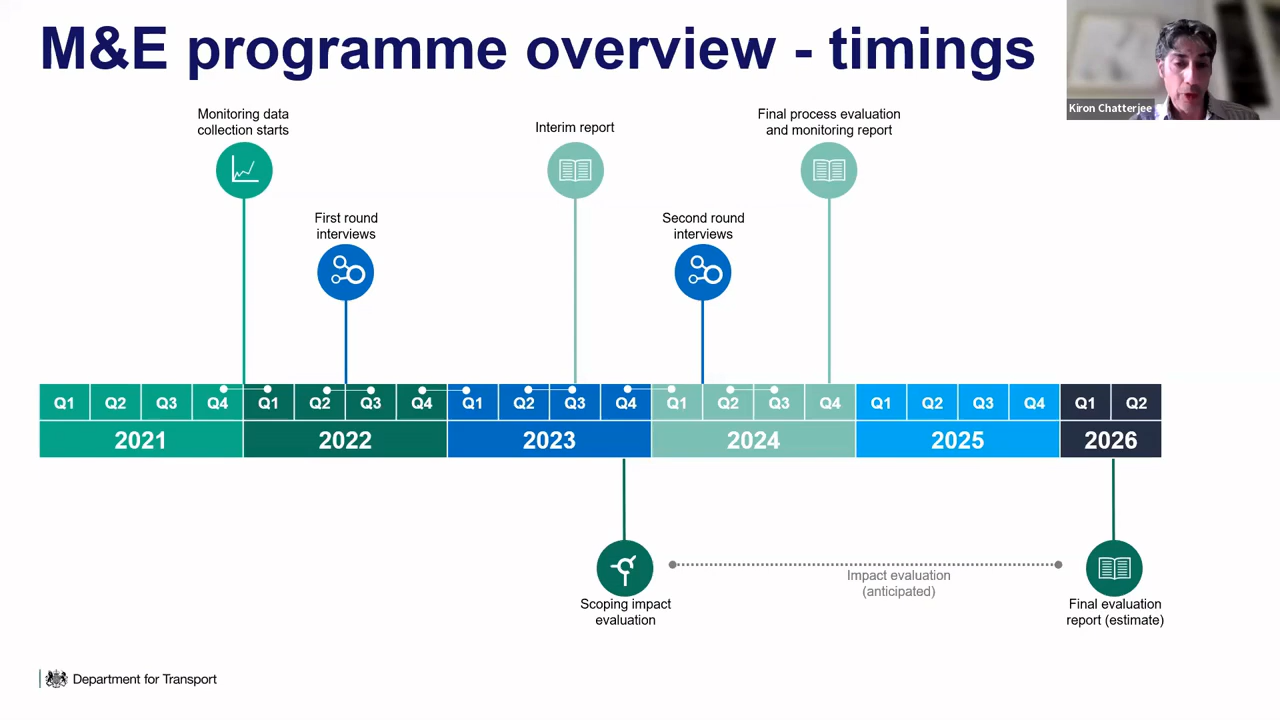 M&E programme overview - timings
Kiron Chatterjee
Monitoring data
collection starts
Interim report
Final process evaluation
and monitoring report
First round
interviews
Second round
interviews
Q1 Q2 Q3 Q4 Q1 Q2 Q3 Q4 Q1 Q2 Q3 Q4 Q1 Q2 Q3 Q4 Q1 Q2 Q3 Q4 Q1 Q2
2021 2022 2023 2024 2025 2026
Impact evaluation
(anticipated)
Scoping impact
evaluation
Final evaluation
report (estimate)
Department for Transport